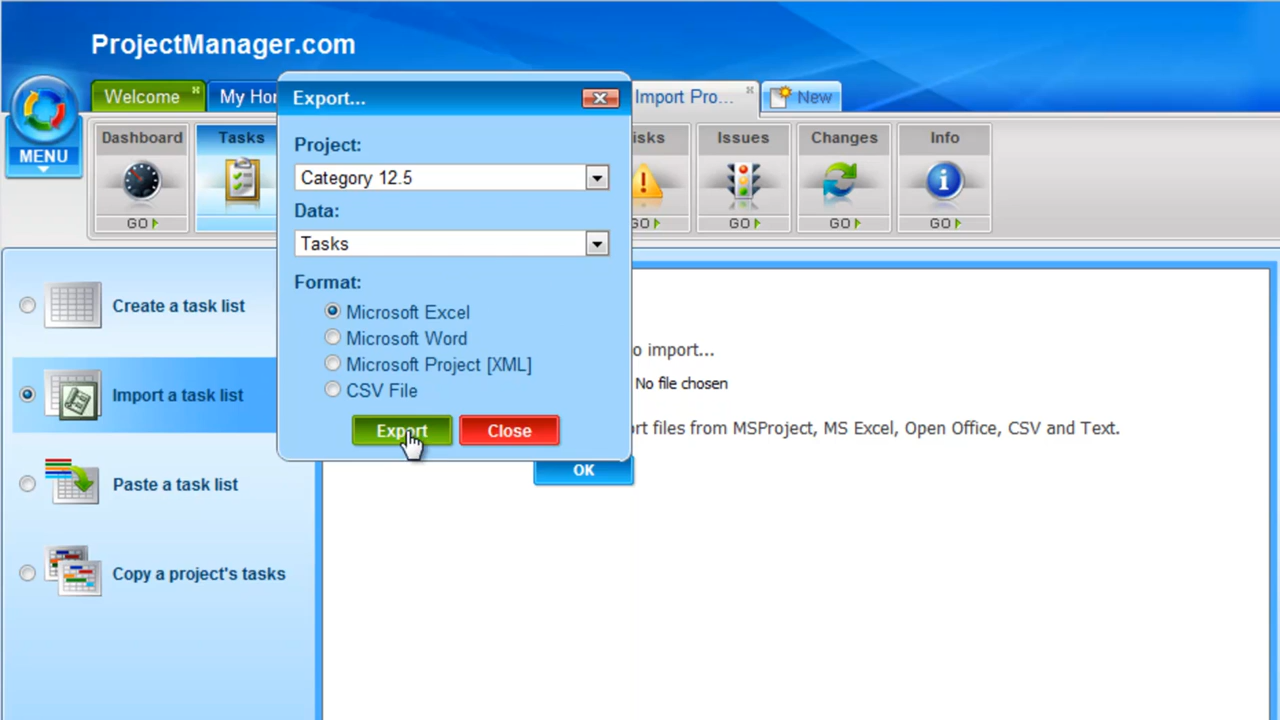 ProjectManager.com
Welcome
My Ho
Import Pro...
New
MENU
Dashboard
GO
Tasks
isks
GO
Issues
GO
Changes
GO
Info
GO
Export...
Project:
Category 12.5
Data:
Tasks
Format:
Microsoft Excel
Microsoft Word
Microsoft Project [XML]
CSV File
Export
Close
Create a task list
Import a task list
Paste a task list
Copy a project's tasks
o import...
No file chosen
rt files from MSProject, MS Excel, Open Office, CSV and Text.
OK